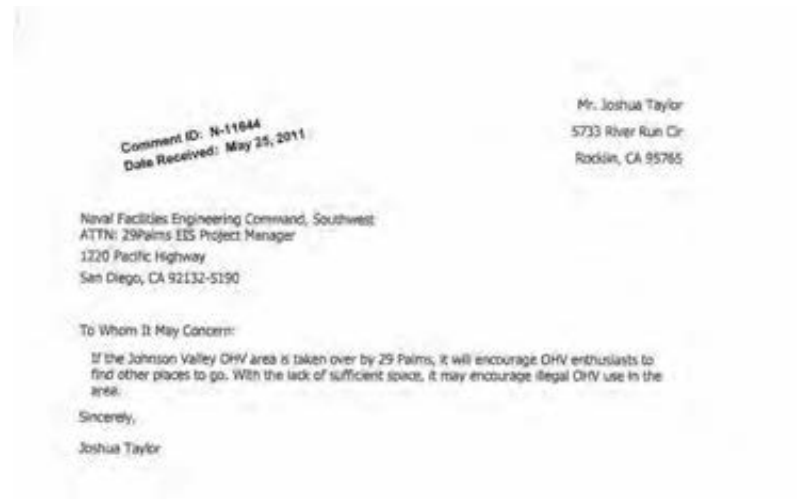 Mr. Joshua Taylor
5733 River Run Cir
Rocklin, CA 95765
Comment ID: N-11644
Date Received: May 25, 2011
Naval Facilities Engineering Command, Southwest
ATTN: 29Palms EIS Project Manager
1220 Pacific Highway
San Diego, CA 92132-5190
To Whom It May Concern:
If the Johnson Valley OHV area is taken over by 29 Palms, it will encourage OHV enthusiasts to
find other places to go. With the lack of sufficient space, it may encourage illegal OHV use in the
area.
Sincerely,
Joshua Taylor